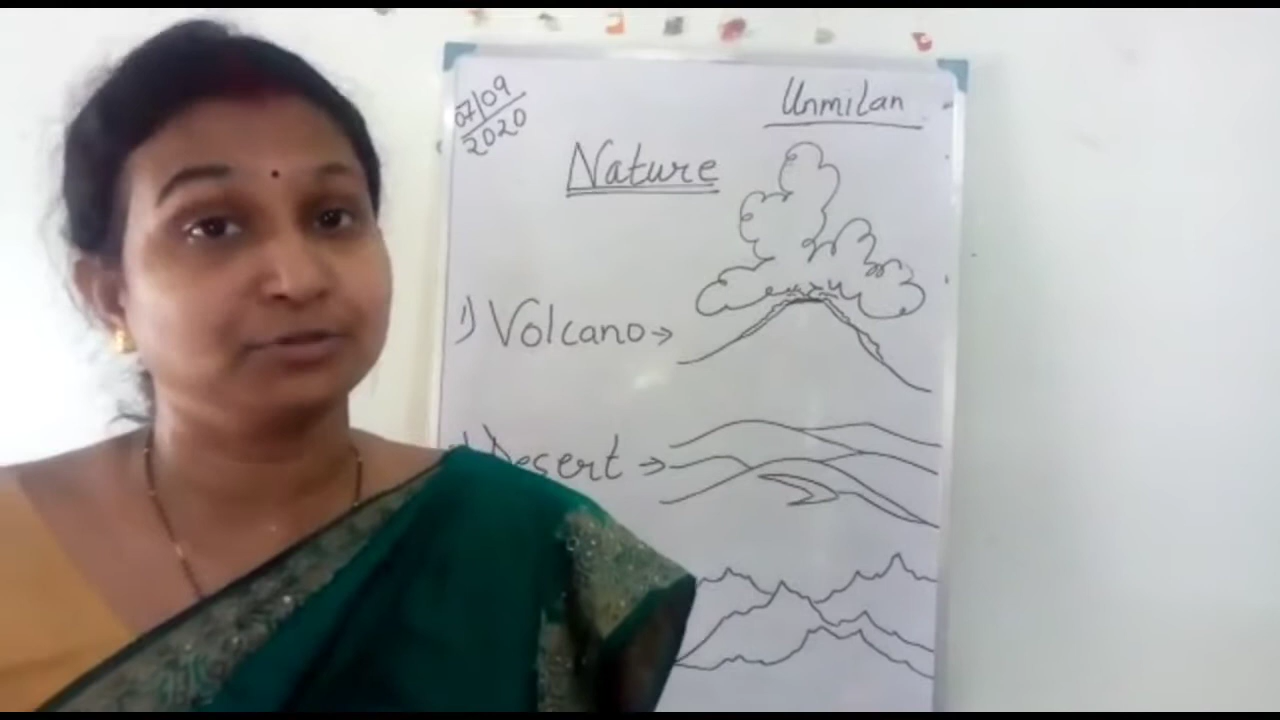 07/09
2020
Unmilan
Nature
1) Volcano →
Desert →